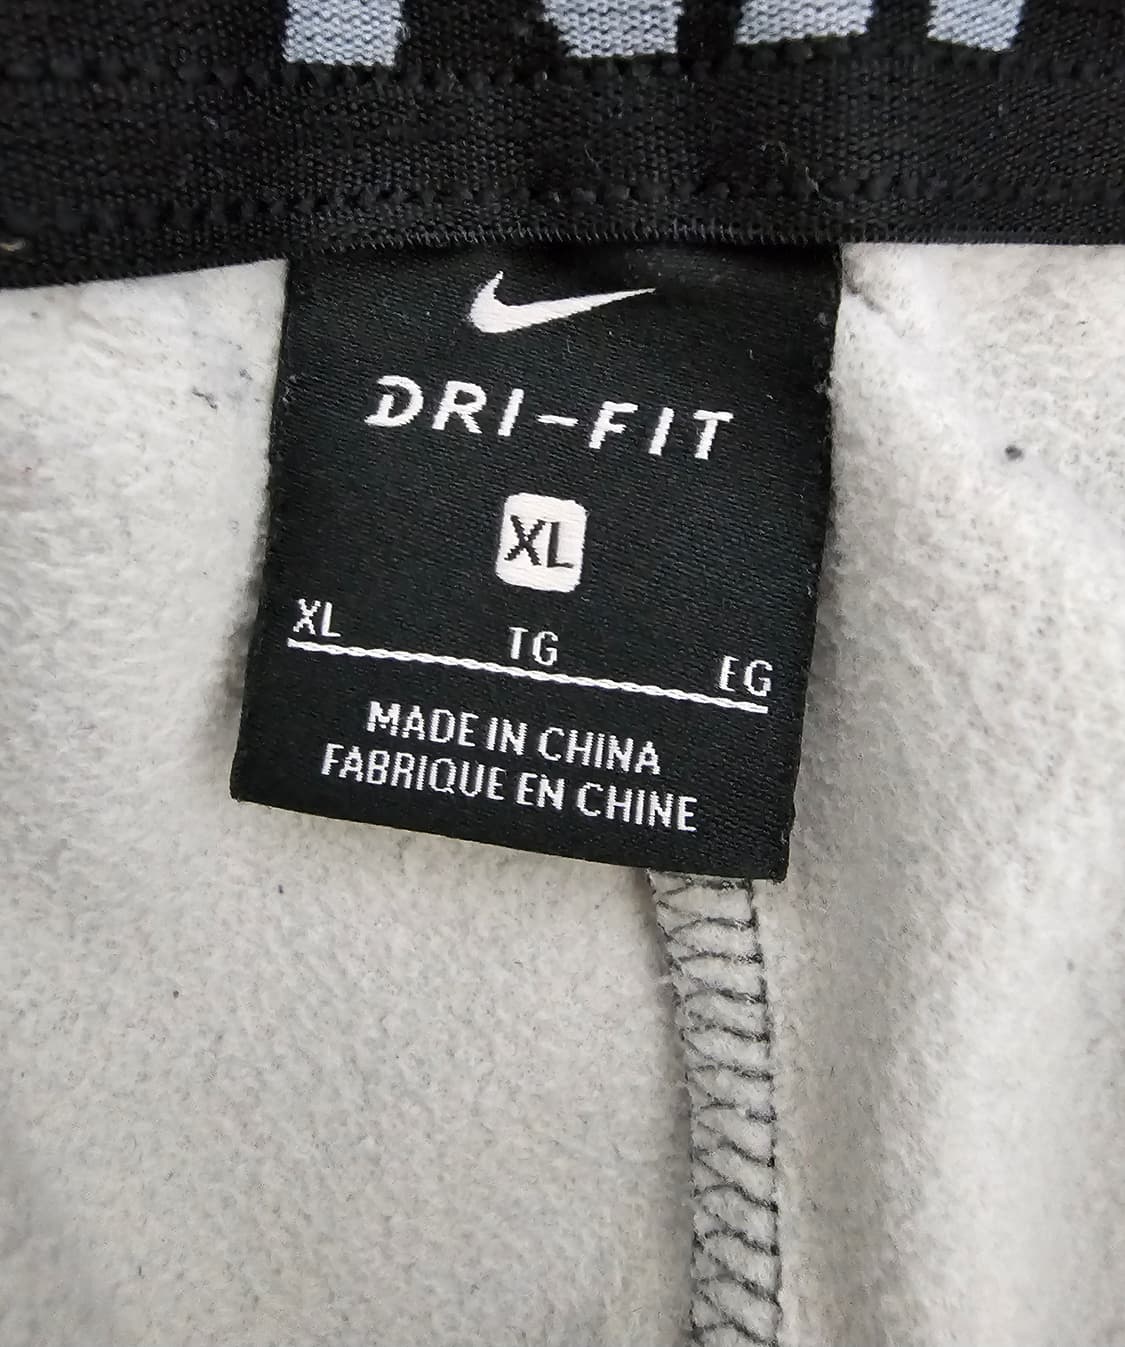 DRI-FIT
XL
XL TG EG
MADE IN CHINA
FABRIQUE EN CHINE